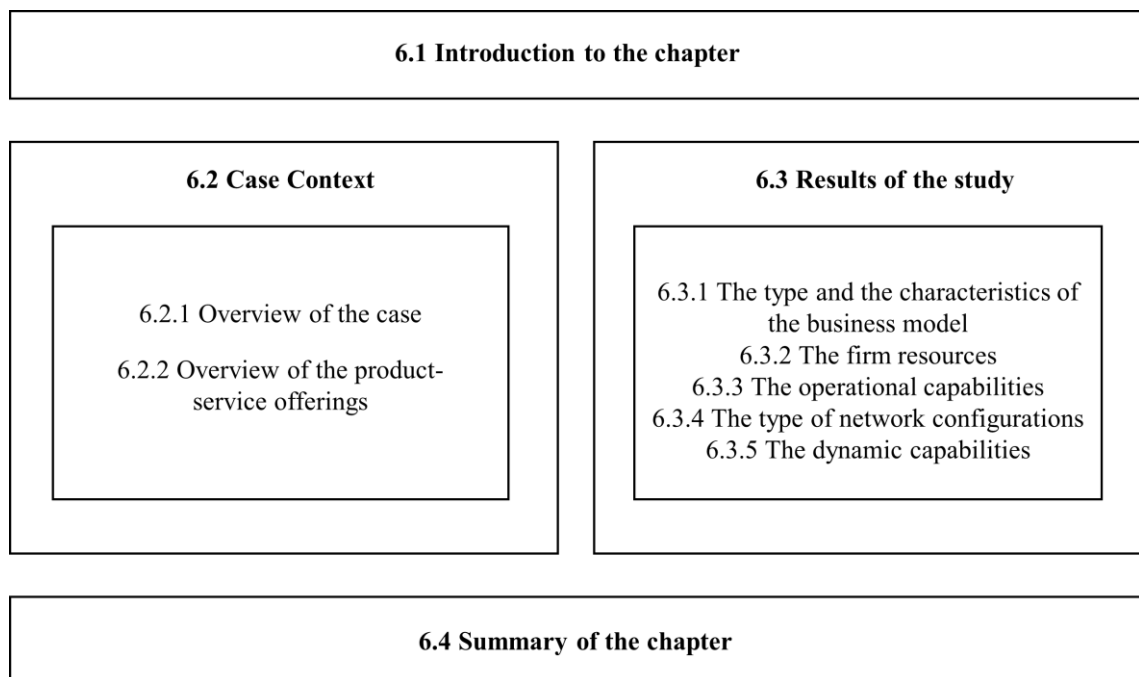 6.1 Introduction to the chapter
6.2 Case Context
6.2.1 Overview of the case
6.2.2 Overview of the product-
service offerings
6.3 Results of the study
6.3.1 The type and the characteristics of
the business model
6.3.2 The firm resources
6.3.3 The operational capabilities
6.3.4 The type of network configurations
6.3.5 The dynamic capabilities
6.4 Summary of the chapter